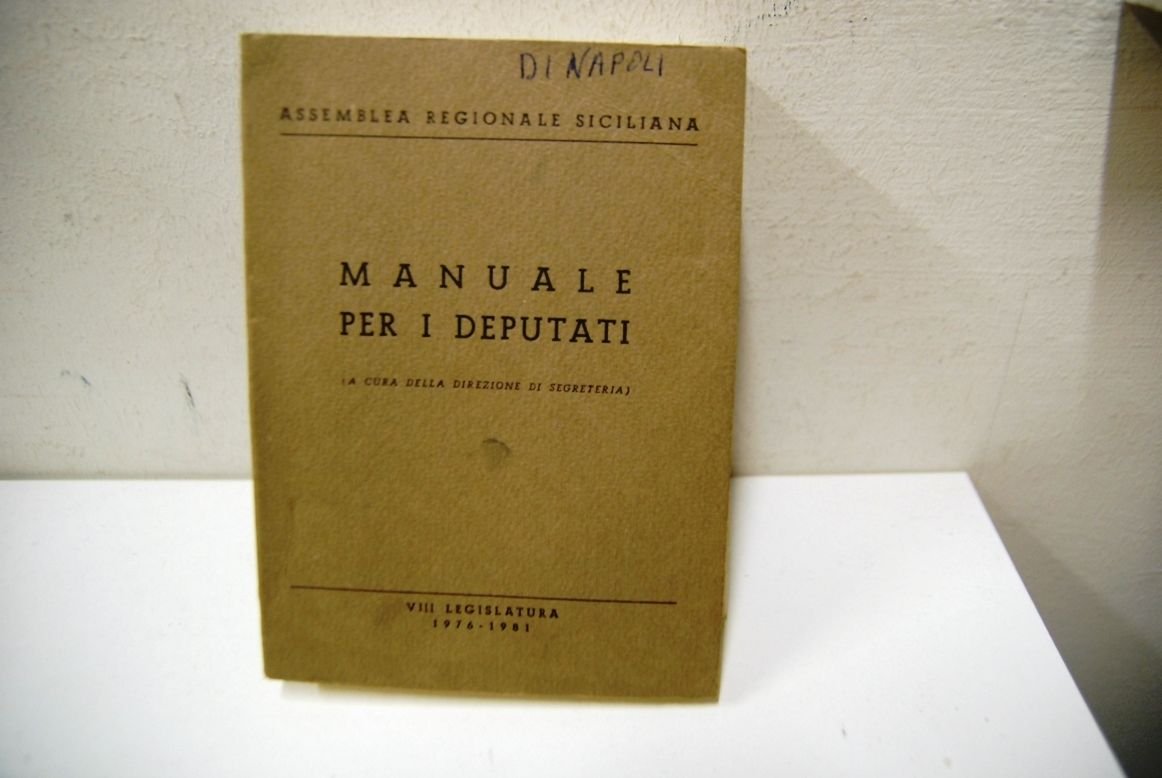 DI NAPOLI
ASSEMBLEA REGIONALE SICILIANA
MANUALE
PER I DEPUTATI
(A CURA DELLA DIREZIONE DI SEGRETERIA)
VIII LEGISLATURA
1976-1981